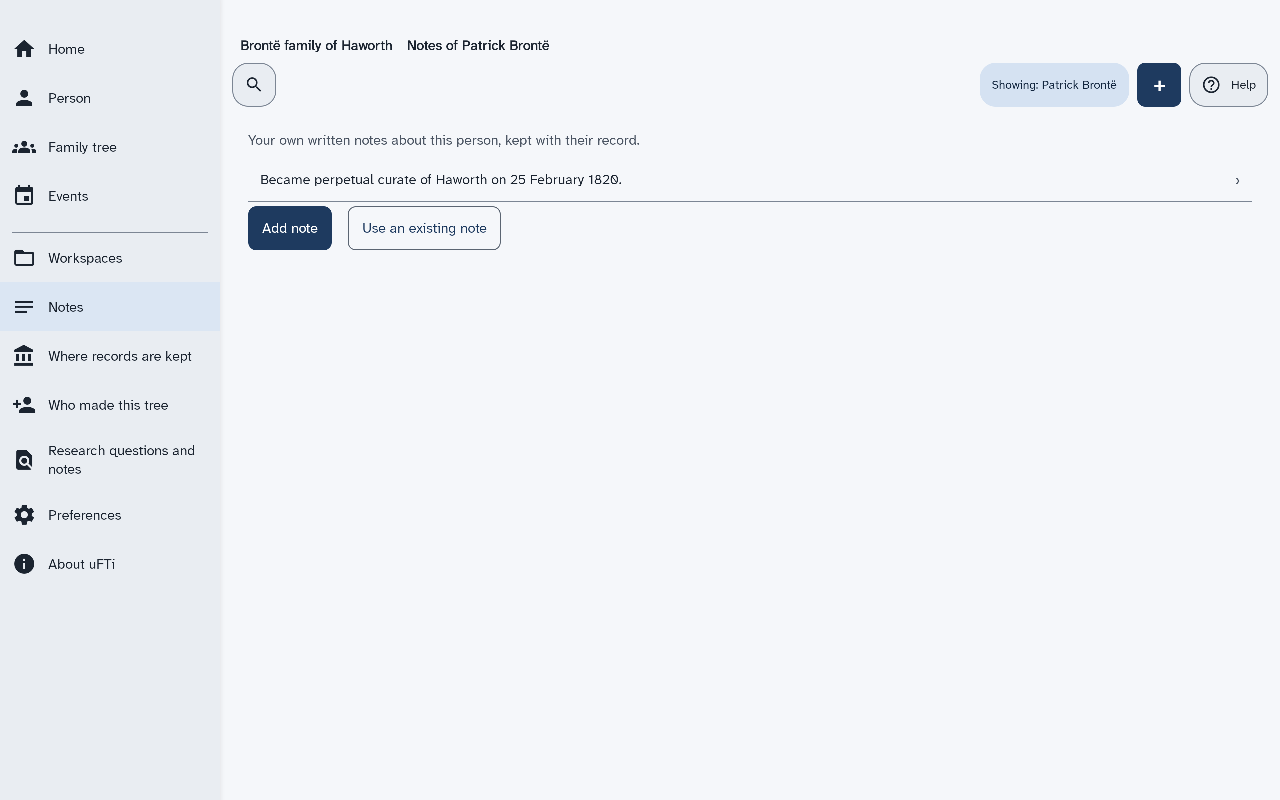 Home
Person
Family tree
Events
Workspaces
Notes
Where records are kept
Who made this tree
Research questions and
notes
Preferences
About uFTi
Brontë family of Haworth Notes of Patrick Brontë
Showing: Patrick Brontë + Help
Your own written notes about this person, kept with their record.
Became perpetual curate of Haworth on 25 February 1820. ›
Add note Use an existing note